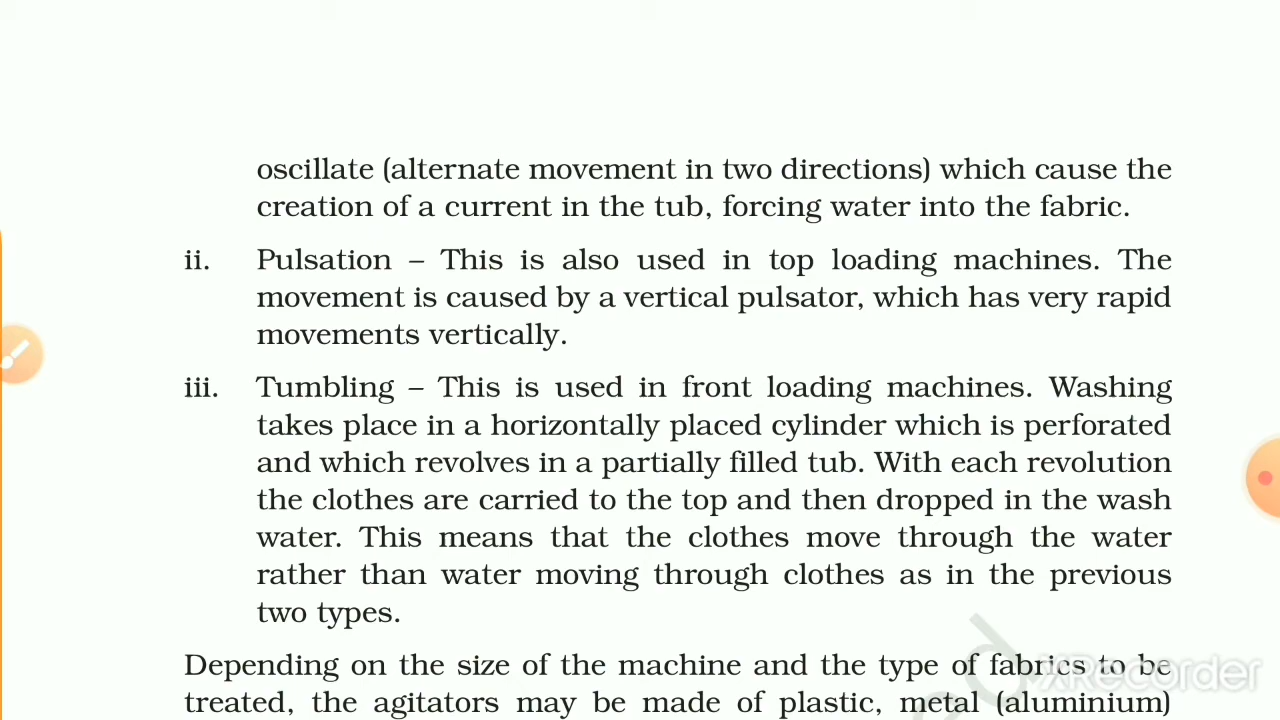 oscillate (alternate movement in two directions) which cause the
creation of a current in the tub, forcing water into the fabric.
ii. Pulsation – This is also used in top loading machines. The
movement is caused by a vertical pulsator, which has very rapid
movements vertically.
iii. Tumbling – This is used in front loading machines. Washing
takes place in a horizontally placed cylinder which is perforated
and which revolves in a partially filled tub. With each revolution
the clothes are carried to the top and then dropped in the wash
water. This means that the clothes move through the water
rather than water moving through clothes as in the previous
two types.
Depending on the size of the machine and the type of fabrics to be
treated, the agitators may be made of plastic, metal (aluminium)
XRecorder